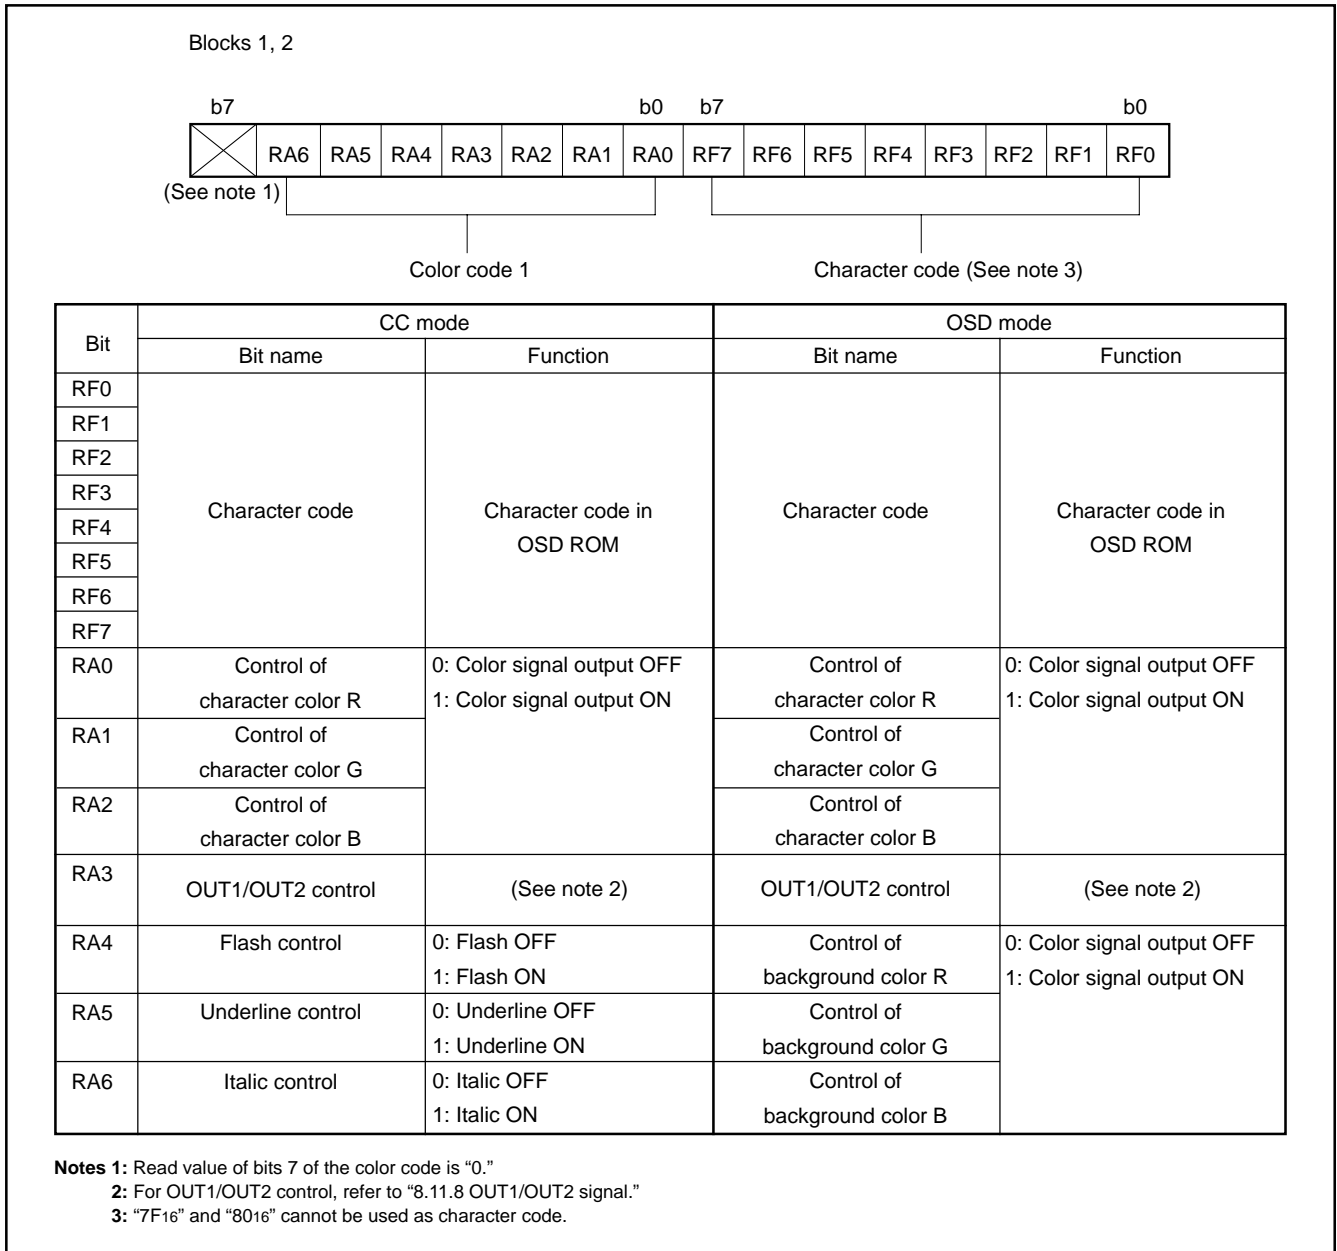 Blocks 1, 2
b7 b0 b7 b0
RA6 RA5 RA4 RA3 RA2 RA1 RA0 RF7 RF6 RF5 RF4 RF3 RF2 RF1 RF0
(See note 1)
Color code 1 Character code (See note 3)
Bit CC mode OSD mode
Bit name Function Bit name Function
RF0
RF1
RF2
RF3
Character code Character code in Character code Character code in
RF4
OSD ROM OSD ROM
RF5
RF6
RF7
RA0 Control of 0: Color signal output OFF Control of 0: Color signal output OFF
character color R 1: Color signal output ON character color R 1: Color signal output ON
RA1 Control of Control of
character color G character color G
RA2 Control of Control of
character color B character color B
RA3
OUT1/OUT2 control (See note 2) OUT1/OUT2 control (See note 2)
RA4 Flash control 0: Flash OFF Control of 0: Color signal output OFF
1: Flash ON background color R 1: Color signal output ON
RA5 Underline control 0: Underline OFF Control of
1: Underline ON background color G
RA6 Italic control 0: Italic OFF Control of
1: Italic ON background color B
Notes 1: Read value of bits 7 of the color code is “0.”
2: For OUT1/OUT2 control, refer to “8.11.8 OUT1/OUT2 signal.”
3: “7F16” and “8016” cannot be used as character code.